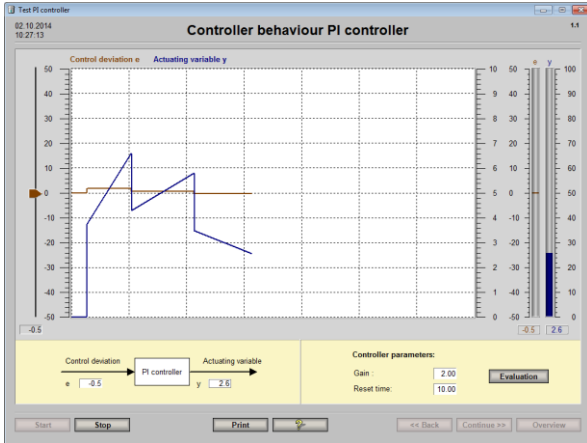 Test PI controller
02.10.2014
10:27:13
Controller behaviour PI controller
1.1
Control deviation e Actuating variable y
e y
50 10 50 100
40 9 40 90
30 8 30 80
20 7 20 70
10 6 10 60
0 5 0 50
-10 4 -10 40
-20 3 -20 30
-30 2 -30 20
-40 1 -40 10
-50 0 -50 0
-0.5 -0.5 2.6
Control deviation Actuating variable
PI controller
e -0.5 y 2.6
Controller parameters:
Gain : 2.00
Reset time: 10.00
Evaluation
Start Stop Print << Back Continue >> Overview